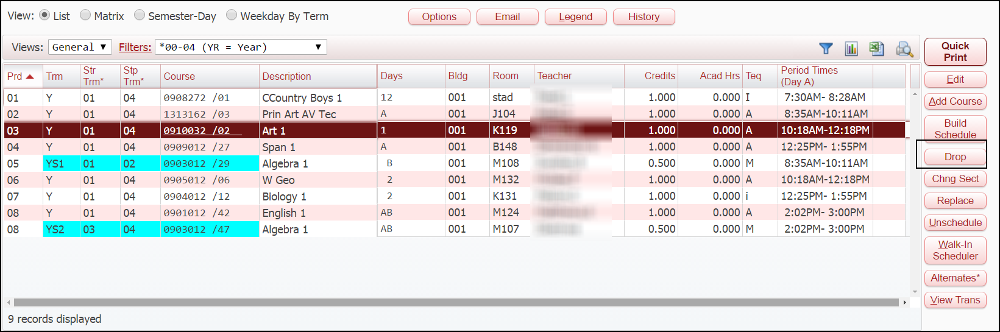 View: List Matrix Semester-Day Weekday By Term Options Email Legend History
Views: General ▼ Filters: *00-04 (YR = Year) ▼
Prd Trm Str Trm* Stp Trm* Course Description Days Bldg Room Teacher Credits Acad Hrs Teq Period Times (Day A)
01 Y 01 04 0908272 /01 CCountry Boys 1 12 001 stad 1.000 0.000 I 7:30AM- 8:28AM
02 Y 01 04 1313162 /03 Prin Art AV Tec A 001 J104 1.000 0.000 A 8:35AM-10:11AM
03 Y 01 04 0910032 /02 Art 1 1 001 K119 1.000 0.000 A 10:18AM-12:18PM
04 Y 01 04 0909012 /27 Span 1 A 001 B148 1.000 0.000 A 12:25PM- 1:55PM
05 YS1 01 02 0903012 /29 Algebra 1 B 001 M108 0.500 0.000 M 8:35AM-10:11AM
06 Y 01 04 0905012 /06 W Geo 2 001 M132 1.000 0.000 A 10:18AM-12:18PM
07 Y 01 04 0904012 /12 Biology 1 2 001 K131 1.000 0.000 i 12:25PM- 1:55PM
08 Y 01 04 0901012 /42 English 1 AB 001 M124 1.000 0.000 A 2:02PM- 3:00PM
08 YS2 03 04 0903012 /47 Algebra 1 AB 001 M107 0.500 0.000 M 2:02PM- 3:00PM
9 records displayed
Quick
Print
Edit
Add Course
Build
Schedule
Drop
Chng Sect
Replace
Unschedule
Walk-In
Scheduler
Alternates*
View Trans